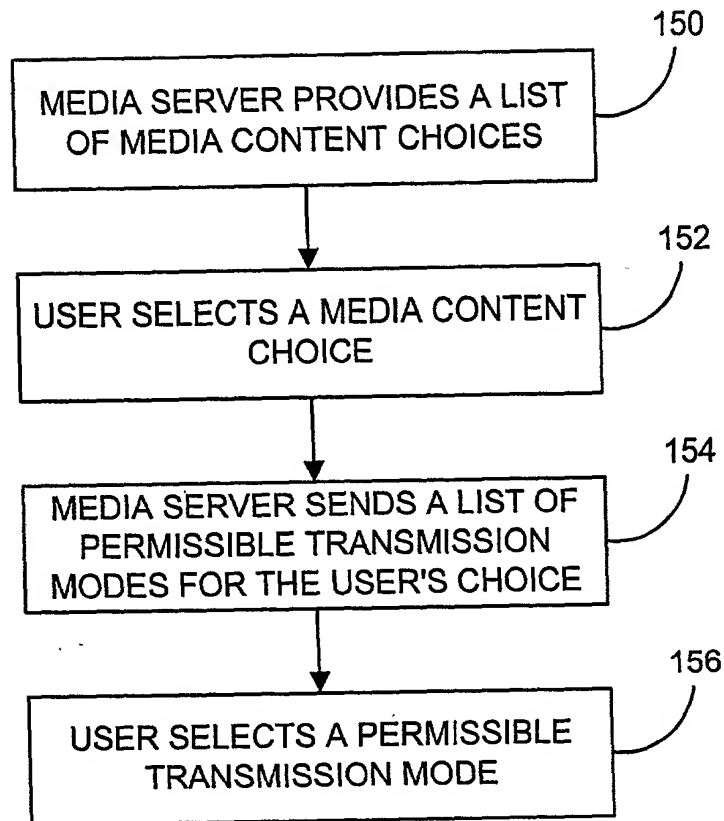 150
MEDIA SERVER PROVIDES A LIST
OF MEDIA CONTENT CHOICES
152
USER SELECTS A MEDIA CONTENT
CHOICE
154
MEDIA SERVER SENDS A LIST OF
PERMISSIBLE TRANSMISSION
MODES FOR THE USER'S CHOICE
156
USER SELECTS A PERMISSIBLE
TRANSMISSION MODE